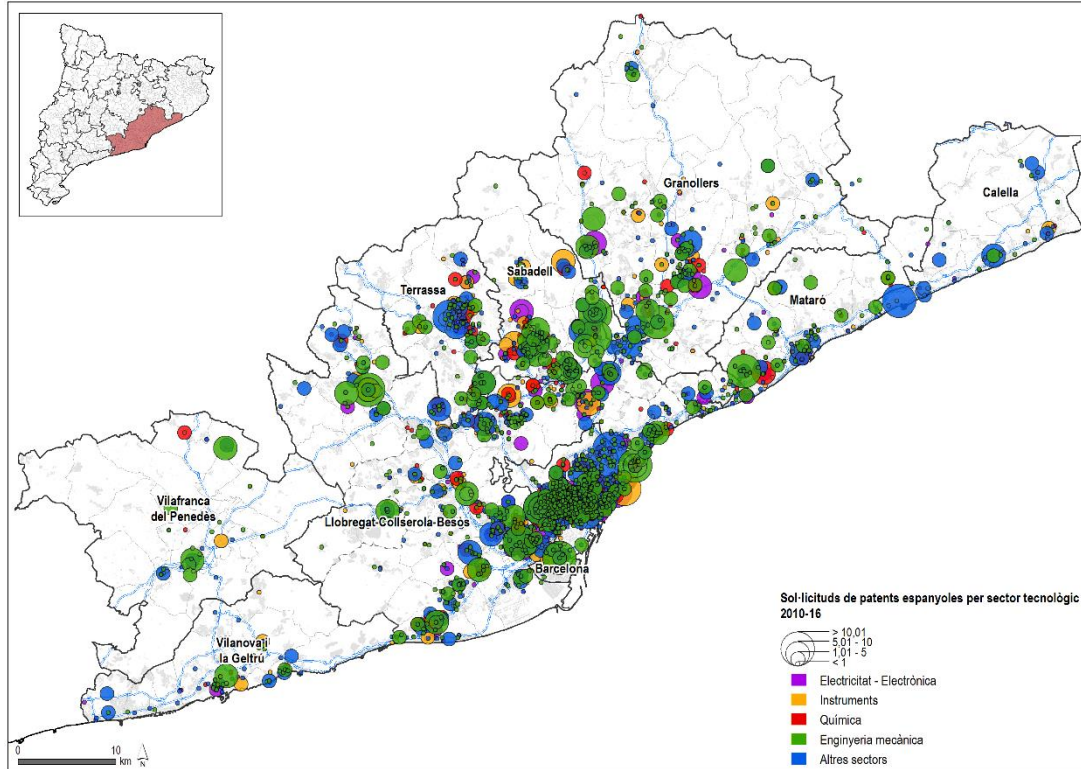 Granollers
Calella
Sabadell
Terrassa
Mataró
Vilafranca
del Penedès
Llobregat-Collserola-Besòs
Barcelona
Vilanova i
la Geltrú
Sol·licituds de patents espanyoles per sector tecnològic
2010-16
> 10,01
5,01 - 10
1,01 - 5
< 1
Electricitat - Electrònica
Instruments
Química
Enginyeria mecànica
Altres sectors
0 10
km N